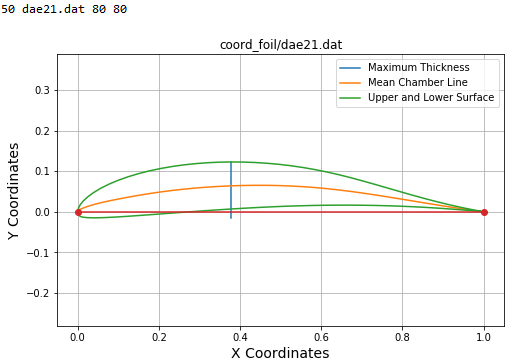 50 dae21.dat 80 80
coord_foil/dae21.dat
Maximum Thickness
Mean Chamber Line
Upper and Lower Surface
0.3
0.2
0.1
0.0
−0.1
−0.2
Y Coordinates
0.0 0.2 0.4 0.6 0.8 1.0
X Coordinates